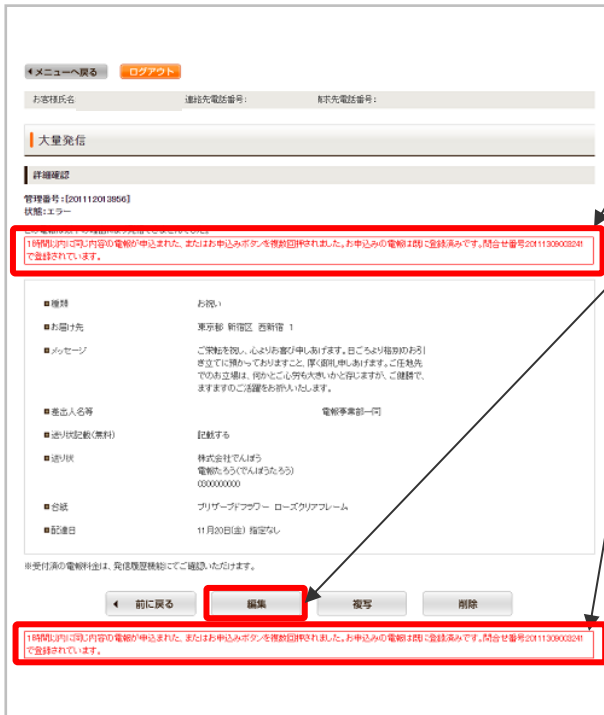 メニューへ戻る ログアウト
お客様氏名 連絡先電話番号: 請求先電話番号:
大量発信
詳細確認
管理番号:[201112013856]
状態:エラー
1時間以内に同じ内容の電報が申込まれた、またはお申込みボタンを複数回押されました。お申込みの電報は既に登録済みです。問合せ番号20111309003241
で登録されています。
■種類 お祝い
■お届け先 東京都 新宿区 西新宿 1
■メッセージ ご栄転を祝し、心よりお喜び申しあげます。日ごろより格別のお引
き立てに預かっておりますこと、厚く御礼申しあげます。ご任地先
でのお立場は、何かとご心労も大きいかと存じますが、ご健勝で、
ますますのご活躍をお祈りいたします。
■差出人名等 電報事業部一同
■送り状記載(無料) 記載する
■送り状 株式会社でんぽう
電報たろう(でんぽうたろう)
0300000000
■台紙 プリザーブドフラワー ローズクリアフレーム
■配達日 11月20日(金) 指定なし
※受付済の電報料金は、発信履歴機能にてご確認いただけます。
前に戻る 編集 複写 削除
1時間以内に同じ内容の電報が申込まれた、またはお申込みボタンを複数回押されました。お申込みの電報は既に登録済みです。問合せ番号20111309003241
で登録されています。